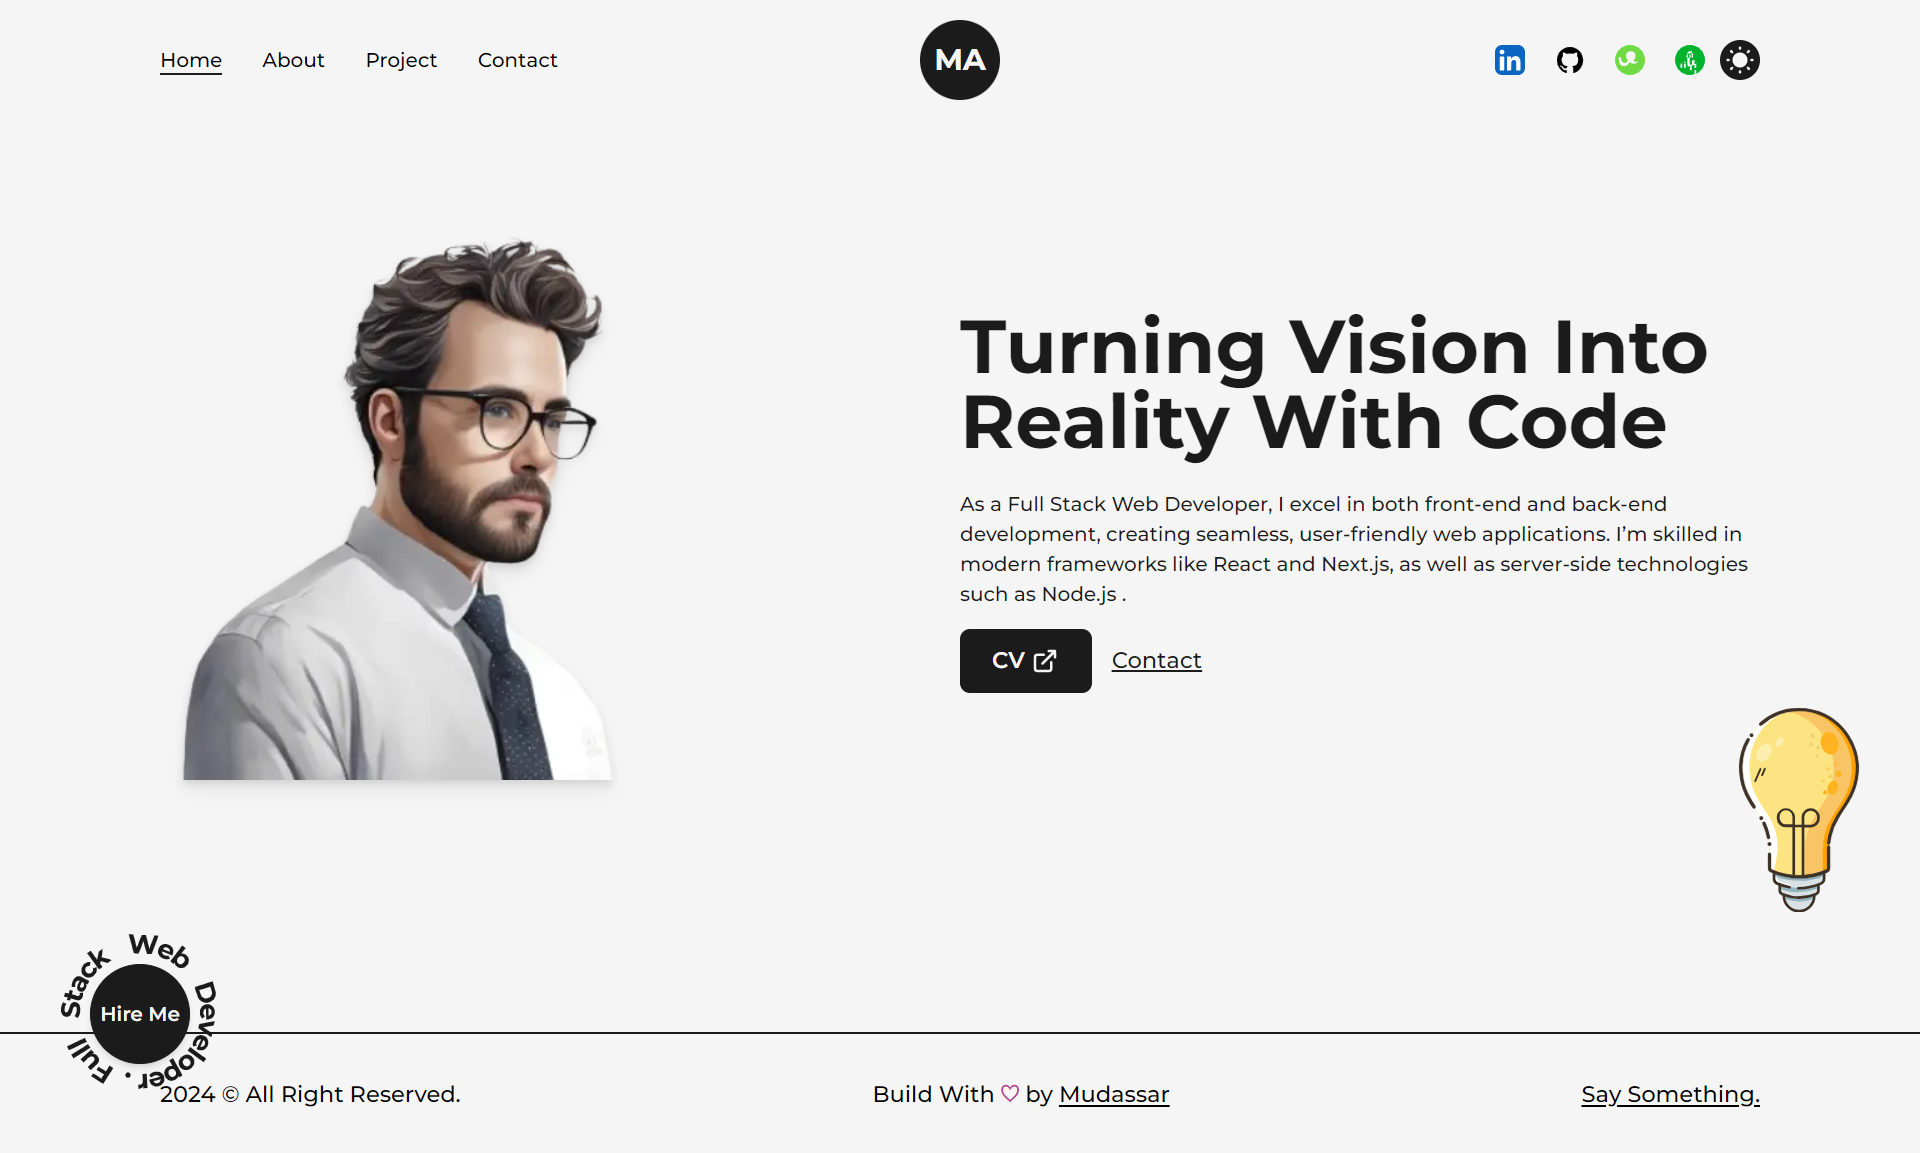 Home About Project Contact
MA
in
Turning Vision Into
Reality With Code
As a Full Stack Web Developer, I excel in both front-end and back-end
development, creating seamless, user-friendly web applications. I’m skilled in
modern frameworks like React and Next.js, as well as server-side technologies
such as Node.js .
CV Contact
Full Stack Web Developer .
Hire Me
2024 © All Right Reserved. Build With ♡ by Mudassar Say Something.